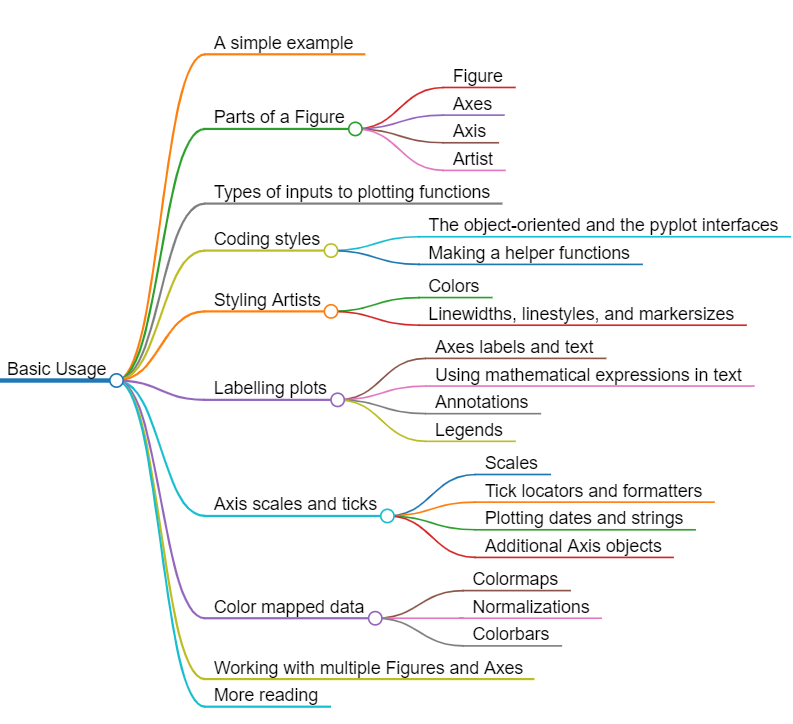 Basic Usage
A simple example
Parts of a Figure
Figure
Axes
Axis
Artist
Types of inputs to plotting functions
Coding styles
The object-oriented and the pyplot interfaces
Making a helper functions
Styling Artists
Colors
Linewidths, linestyles, and markersizes
Labelling plots
Axes labels and text
Using mathematical expressions in text
Annotations
Legends
Axis scales and ticks
Scales
Tick locators and formatters
Plotting dates and strings
Additional Axis objects
Color mapped data
Colormaps
Normalizations
Colorbars
Working with multiple Figures and Axes
More reading